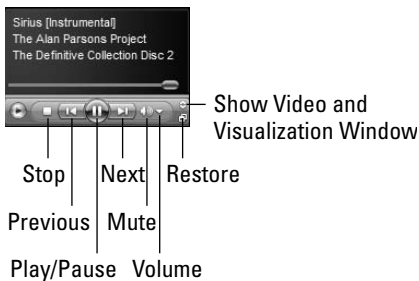 Sirius [Instrumental]
The Alan Parsons Project
The Definitive Collection Disc 2
Show Video and
Visualization Window
Stop
Next
Restore
Previous
Mute
Play/Pause
Volume